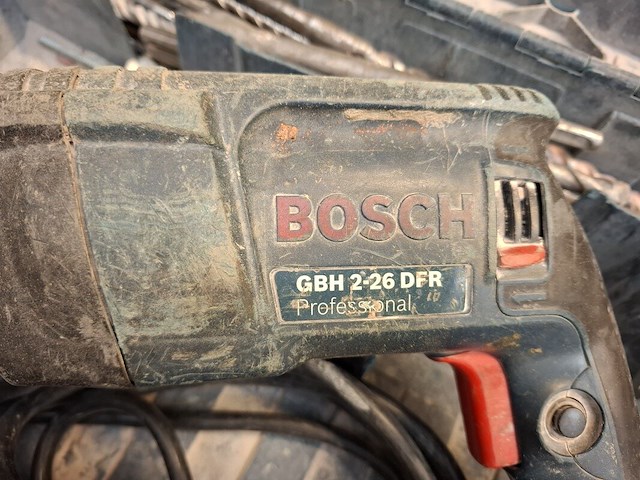 BOSCH
GBH 2-26 DFR
Professional